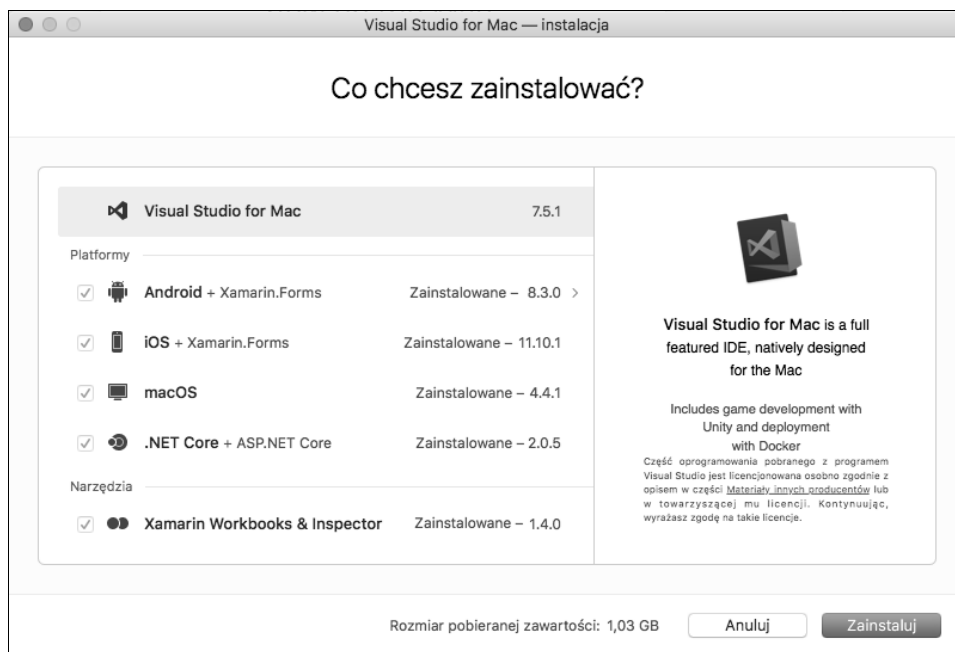 Visual Studio for Mac — instalacja
Co chcesz zainstalować?
Visual Studio for Mac 7.5.1
Platformy
Android + Xamarin.Forms Zainstalowane – 8.3.0 >
iOS + Xamarin.Forms Zainstalowane – 11.10.1
macOS Zainstalowane – 4.4.1
.NET Core + ASP.NET Core Zainstalowane – 2.0.5
Narzędzia
Xamarin Workbooks & Inspector Zainstalowane – 1.4.0
Visual Studio for Mac is a full
featured IDE, natively designed
for the Mac
Includes game development with
Unity and deployment
with Docker
Część oprogramowania pobranego z programem
Visual Studio jest licencjonowana osobno zgodnie z
opisem w części Materiały innych producentów lub
w towarzyszącej mu licencji. Kontynuując,
wyrażasz zgodę na takie licencje.
Rozmiar pobieranej zawartości: 1,03 GB Anuluj Zainstaluj